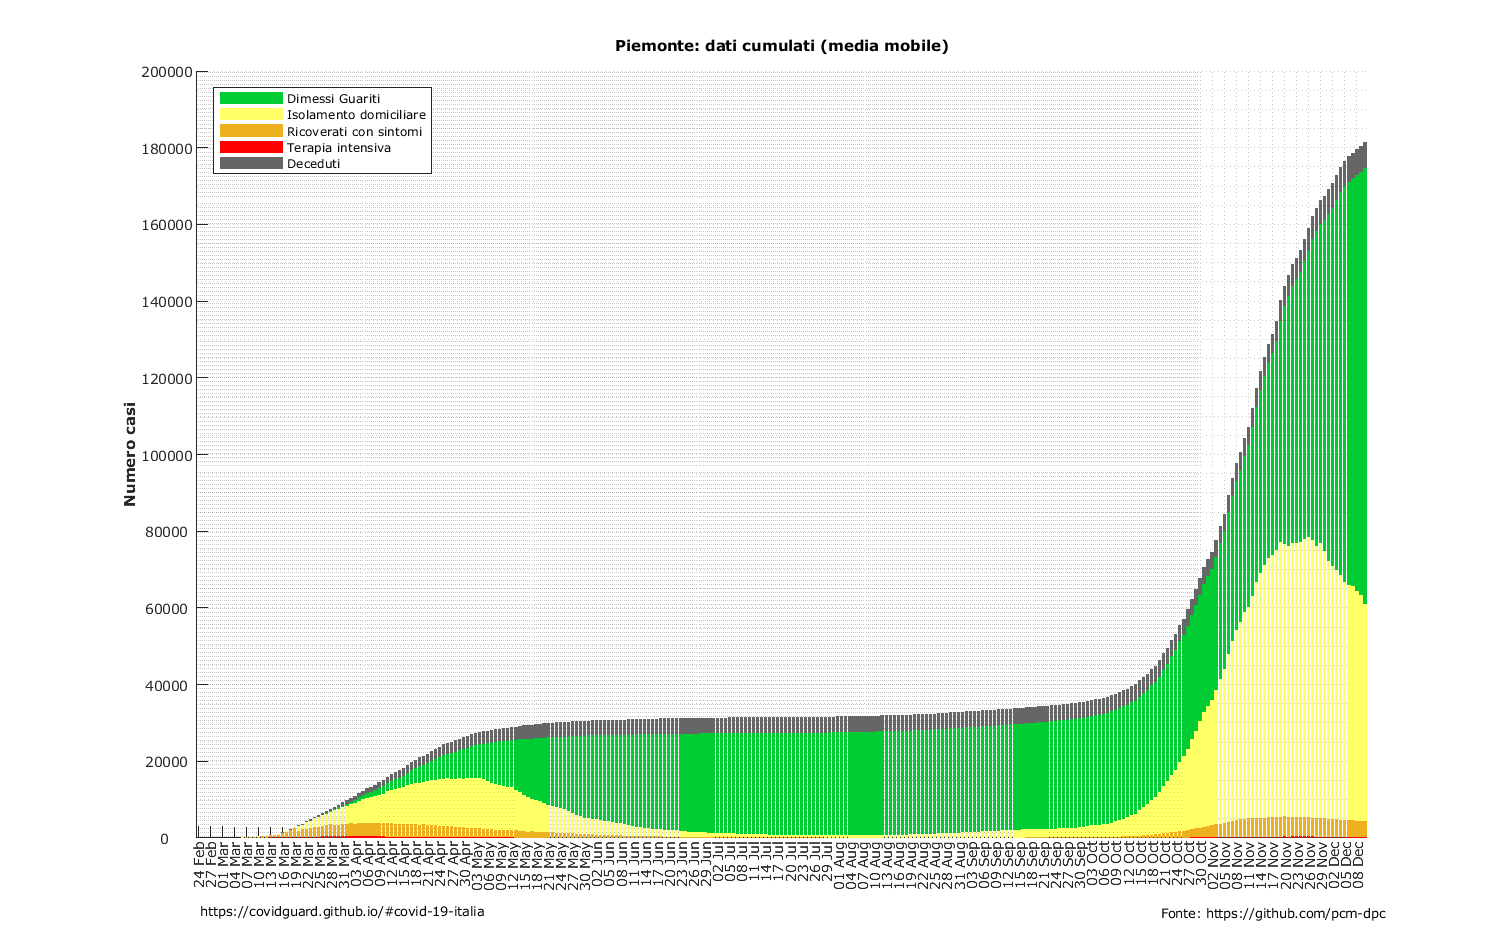 Piemonte: dati cumulati (media mobile)
200000
180000
160000
140000
120000
100000
80000
60000
40000
20000
0
Numero casi
Dimessi Guariti
Isolamento domiciliare
Ricoverati con sintomi
Terapia intensiva
Deceduti
24 Feb
27 Feb
01 Mar
04 Mar
07 Mar
10 Mar
13 Mar
16 Mar
19 Mar
22 Mar
25 Mar
28 Mar
31 Mar
03 Apr
06 Apr
09 Apr
12 Apr
15 Apr
18 Apr
21 Apr
24 Apr
27 Apr
30 Apr
03 May
06 May
09 May
12 May
15 May
18 May
21 May
24 May
27 May
30 May
02 Jun
05 Jun
08 Jun
11 Jun
14 Jun
17 Jun
20 Jun
23 Jun
26 Jun
29 Jun
02 Jul
05 Jul
08 Jul
11 Jul
14 Jul
17 Jul
20 Jul
23 Jul
26 Jul
29 Jul
01 Aug
04 Aug
07 Aug
10 Aug
13 Aug
16 Aug
19 Aug
22 Aug
25 Aug
28 Aug
31 Aug
03 Sep
06 Sep
09 Sep
12 Sep
15 Sep
18 Sep
21 Sep
24 Sep
27 Sep
30 Sep
03 Oct
06 Oct
09 Oct
12 Oct
15 Oct
18 Oct
21 Oct
24 Oct
27 Oct
30 Oct
02 Nov
05 Nov
08 Nov
11 Nov
14 Nov
17 Nov
20 Nov
23 Nov
26 Nov
29 Nov
02 Dec
05 Dec
08 Dec
https://covidguard.github.io/#covid-19-italia
Fonte: https://github.com/pcm-dpc